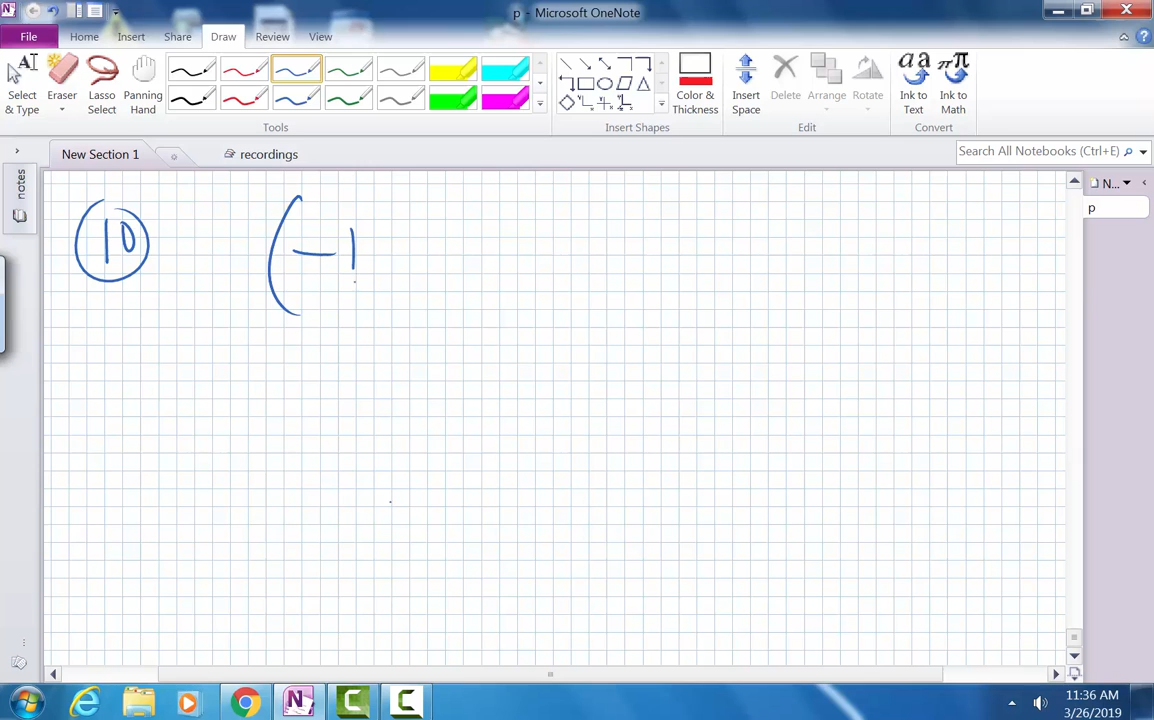 p - Microsoft OneNote
File Home Insert Share Draw Review View
Select & Type Eraser Lasso Select Panning Hand Color & Thickness Insert Space Delete Arrange Rotate Ink to Text Ink to Math
Tools Insert Shapes Edit Convert
New Section 1 recordings Search All Notebooks (Ctrl+E) N...
notes
p
10 (-1
11:36 AM
3/26/2019